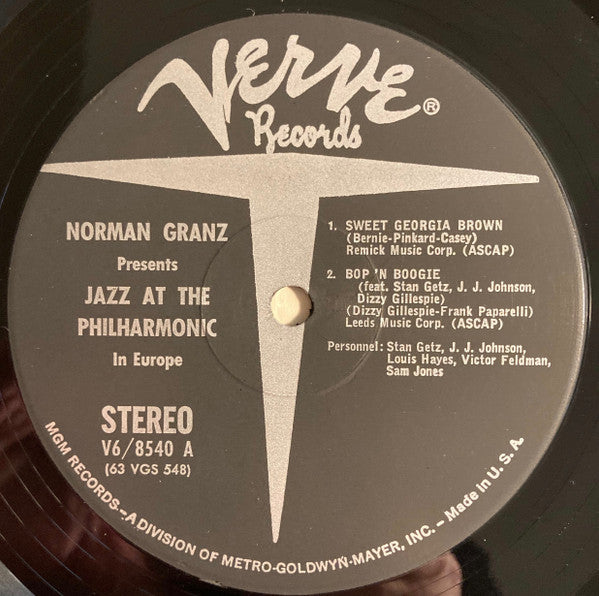 Verve®
Records
NORMAN GRANZ
Presents
JAZZ AT THE
PHILHARMONIC
In Europe
STEREO
V6/8540 A
(63 VGS 548)
1. SWEET GEORGIA BROWN
(Bernie-Pinkard-Casey)
Remick Music Corp. (ASCAP)
2. BOP 'N BOOGIE
(feat. Stan Getz, J. J. Johnson,
Dizzy Gillespie)
(Dizzy Gillespie-Frank Paparelli)
Leeds Music Corp. (ASCAP)
Personnel: Stan Getz, J. J. Johnson,
Louis Hayes, Victor Feldman,
Sam Jones
MGM RECORDS—A DIVISION OF METRO-GOLDWYN-MAYER, INC. – Made in U. S. A.